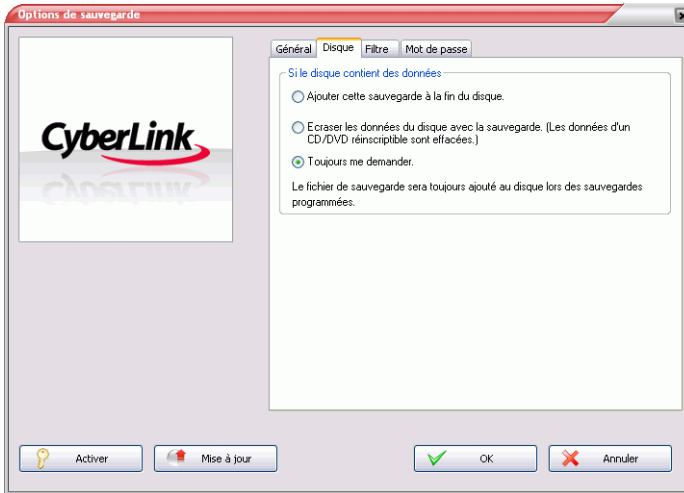 Options de sauvegarde
CyberLink
Général Disque Filtre Mot de passe
Si le disque contient des données
Ajouter cette sauvegarde à la fin du disque.
Ecraser les données du disque avec la sauvegarde. (Les données d'un
CD/DVD réinscriptible sont effacées.)
Toujours me demander.
Le fichier de sauvegarde sera toujours ajouté au disque lors des sauvegardes
programmées.
Activer Mise à jour OK Annuler